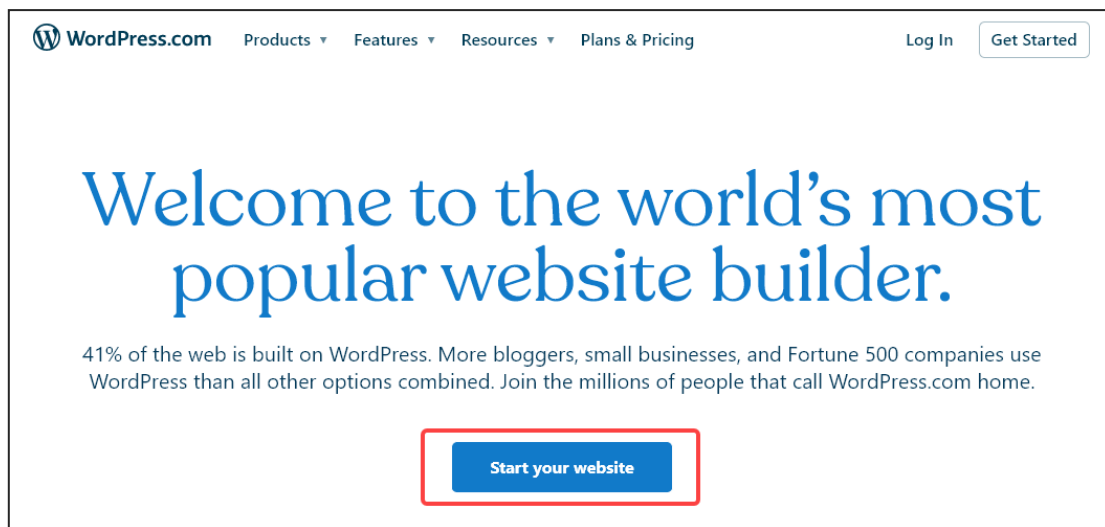 WordPress.com Products Features Resources Plans & Pricing Log In Get Started
Welcome to the world’s most
popular website builder.
41% of the web is built on WordPress. More bloggers, small businesses, and Fortune 500 companies use
WordPress than all other options combined. Join the millions of people that call WordPress.com home.
Start your website